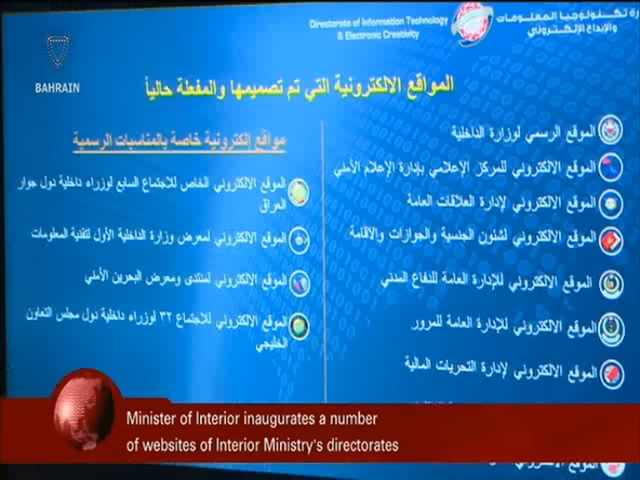 Directorate of Information Technology
& Electronic Creativity
رة تكنولوجيا المعلومات
والإبداع الإلكتروني
BAHRAIN
المواقع الالكترونية التي تم تصميمها والمفعلة حالياً
الموقع الرسمي لوزارة الداخلية
الموقع الالكتروني للمركز الإعلامي بإدارة الإعلام الأمني
الموقع الالكتروني لإدارة العلاقات العامة
الموقع الالكتروني لشئون الجنسية والجوازات والاقامة
الموقع الالكتروني للإدارة العامة للدفاع المدني
الموقع الالكتروني للإدارة العامة للمرور
الموقع الالكتروني لإدارة التحريات المالية
مواقع إلكترونية خاصة بالمناسبات الرسمية
الموقع الالكتروني الخاص للاجتماع السابع لوزراء داخلية دول جوار
العراق
الموقع الالكتروني لمعرض وزارة الداخلية الأول لتقنية المعلومات
الموقع الالكتروني لمنتدى ومعرض البحرين الأمني
الموقع الالكتروني للاجتماع ٣٢ لوزراء داخلية دول مجلس التعاون
الخليجي
Minister of Interior inaugurates a number
of websites of Interior Ministry's directorates